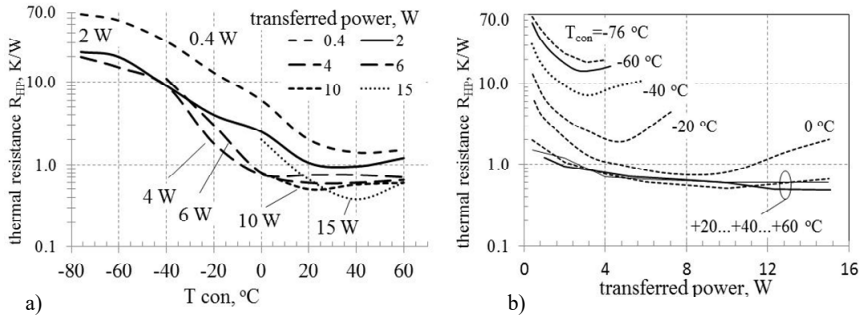 transferred power, W
0.4 2
4 6
10 15
thermal resistance R_HP, K/W
70.0
10.0
1.0
0.1
2 W
0.4 W
4 W
6 W
10 W
15 W
-80 -60 -40 -20 0 20 40 60
T con, °C
a)
thermal resistance R_HP, K/W
70.0
10.0
1.0
0.1
T_con=-76 °C
-60 °C
-40 °C
-20 °C
0 °C
+20...+40...+60 °C
0 4 8 12 16
transferred power, W
b)